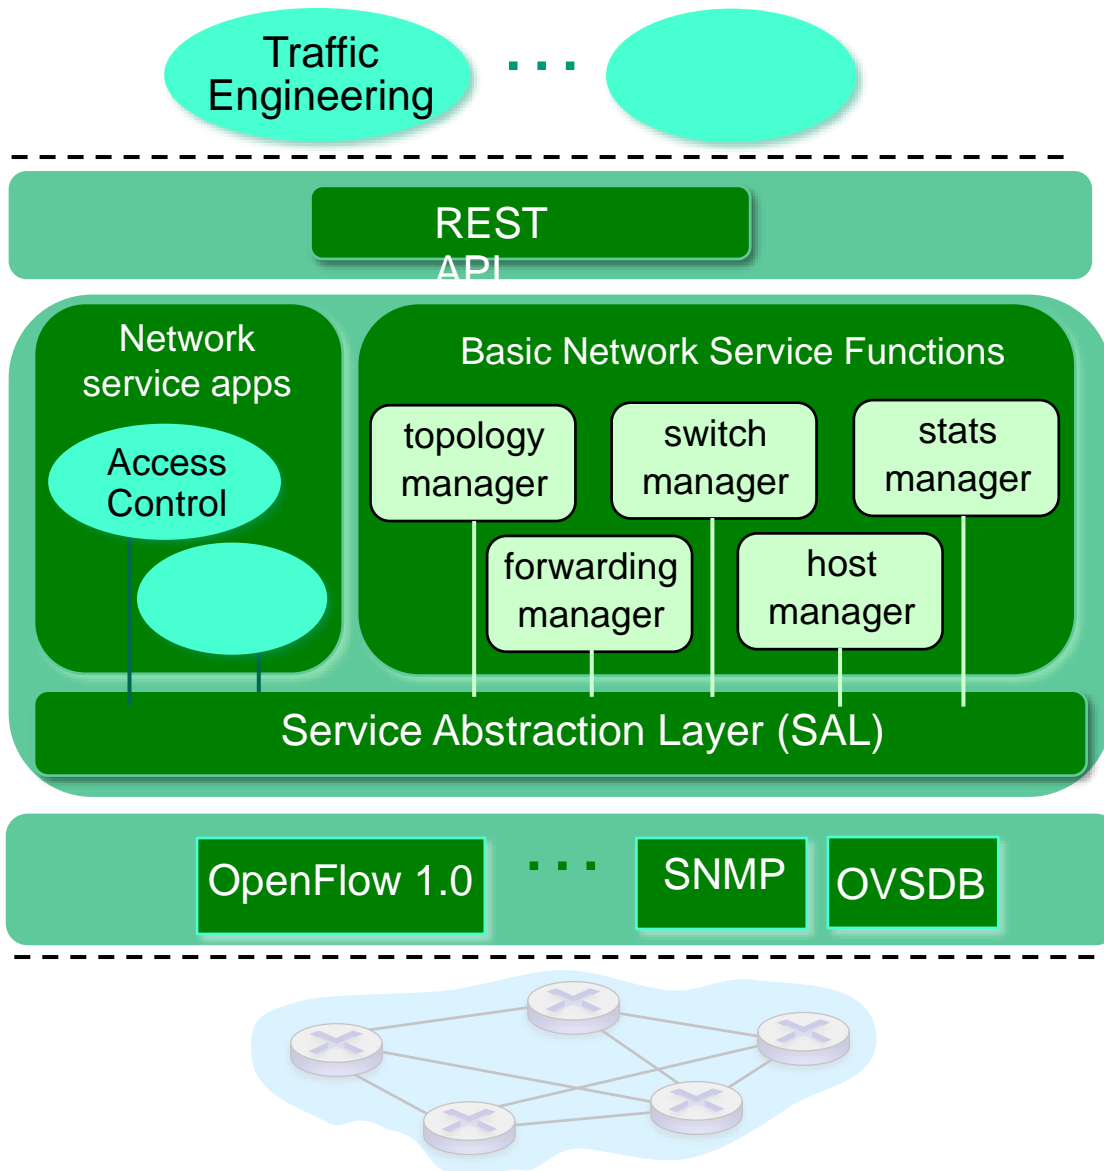 Traffic
Engineering
. . .
REST
API
Network
service apps
Basic Network Service Functions
topology
manager
switch
manager
stats
manager
Access
Control
forwarding
manager
host
manager
Service Abstraction Layer (SAL)
OpenFlow 1.0
. . .
SNMP
OVSDB